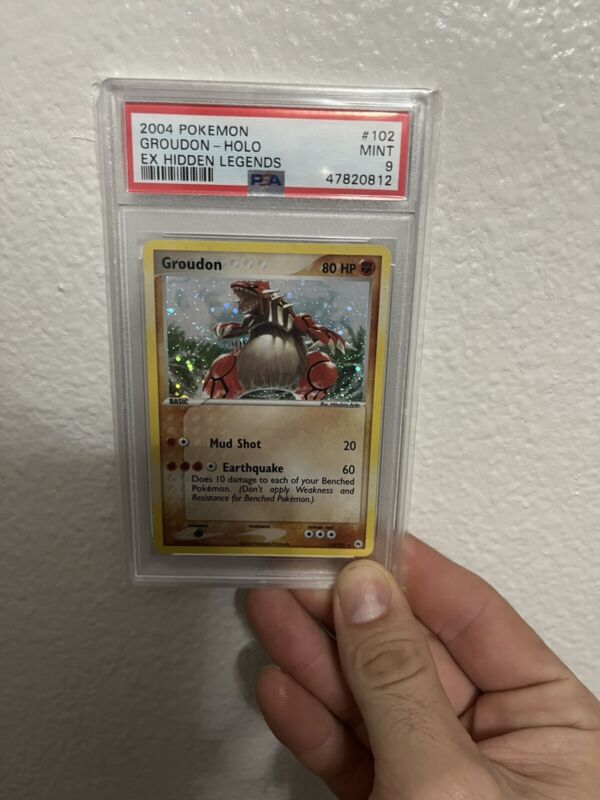 2004 POKEMON #102
GROUDON - HOLO MINT
EX HIDDEN LEGENDS 9
PSA 47820812
Groudon 80 HP
BASIC
Mud Shot 20
Earthquake 60
Does 10 damage to each of your Benched
Pokémon. (Don't apply Weakness and
Resistance for Benched Pokémon.)